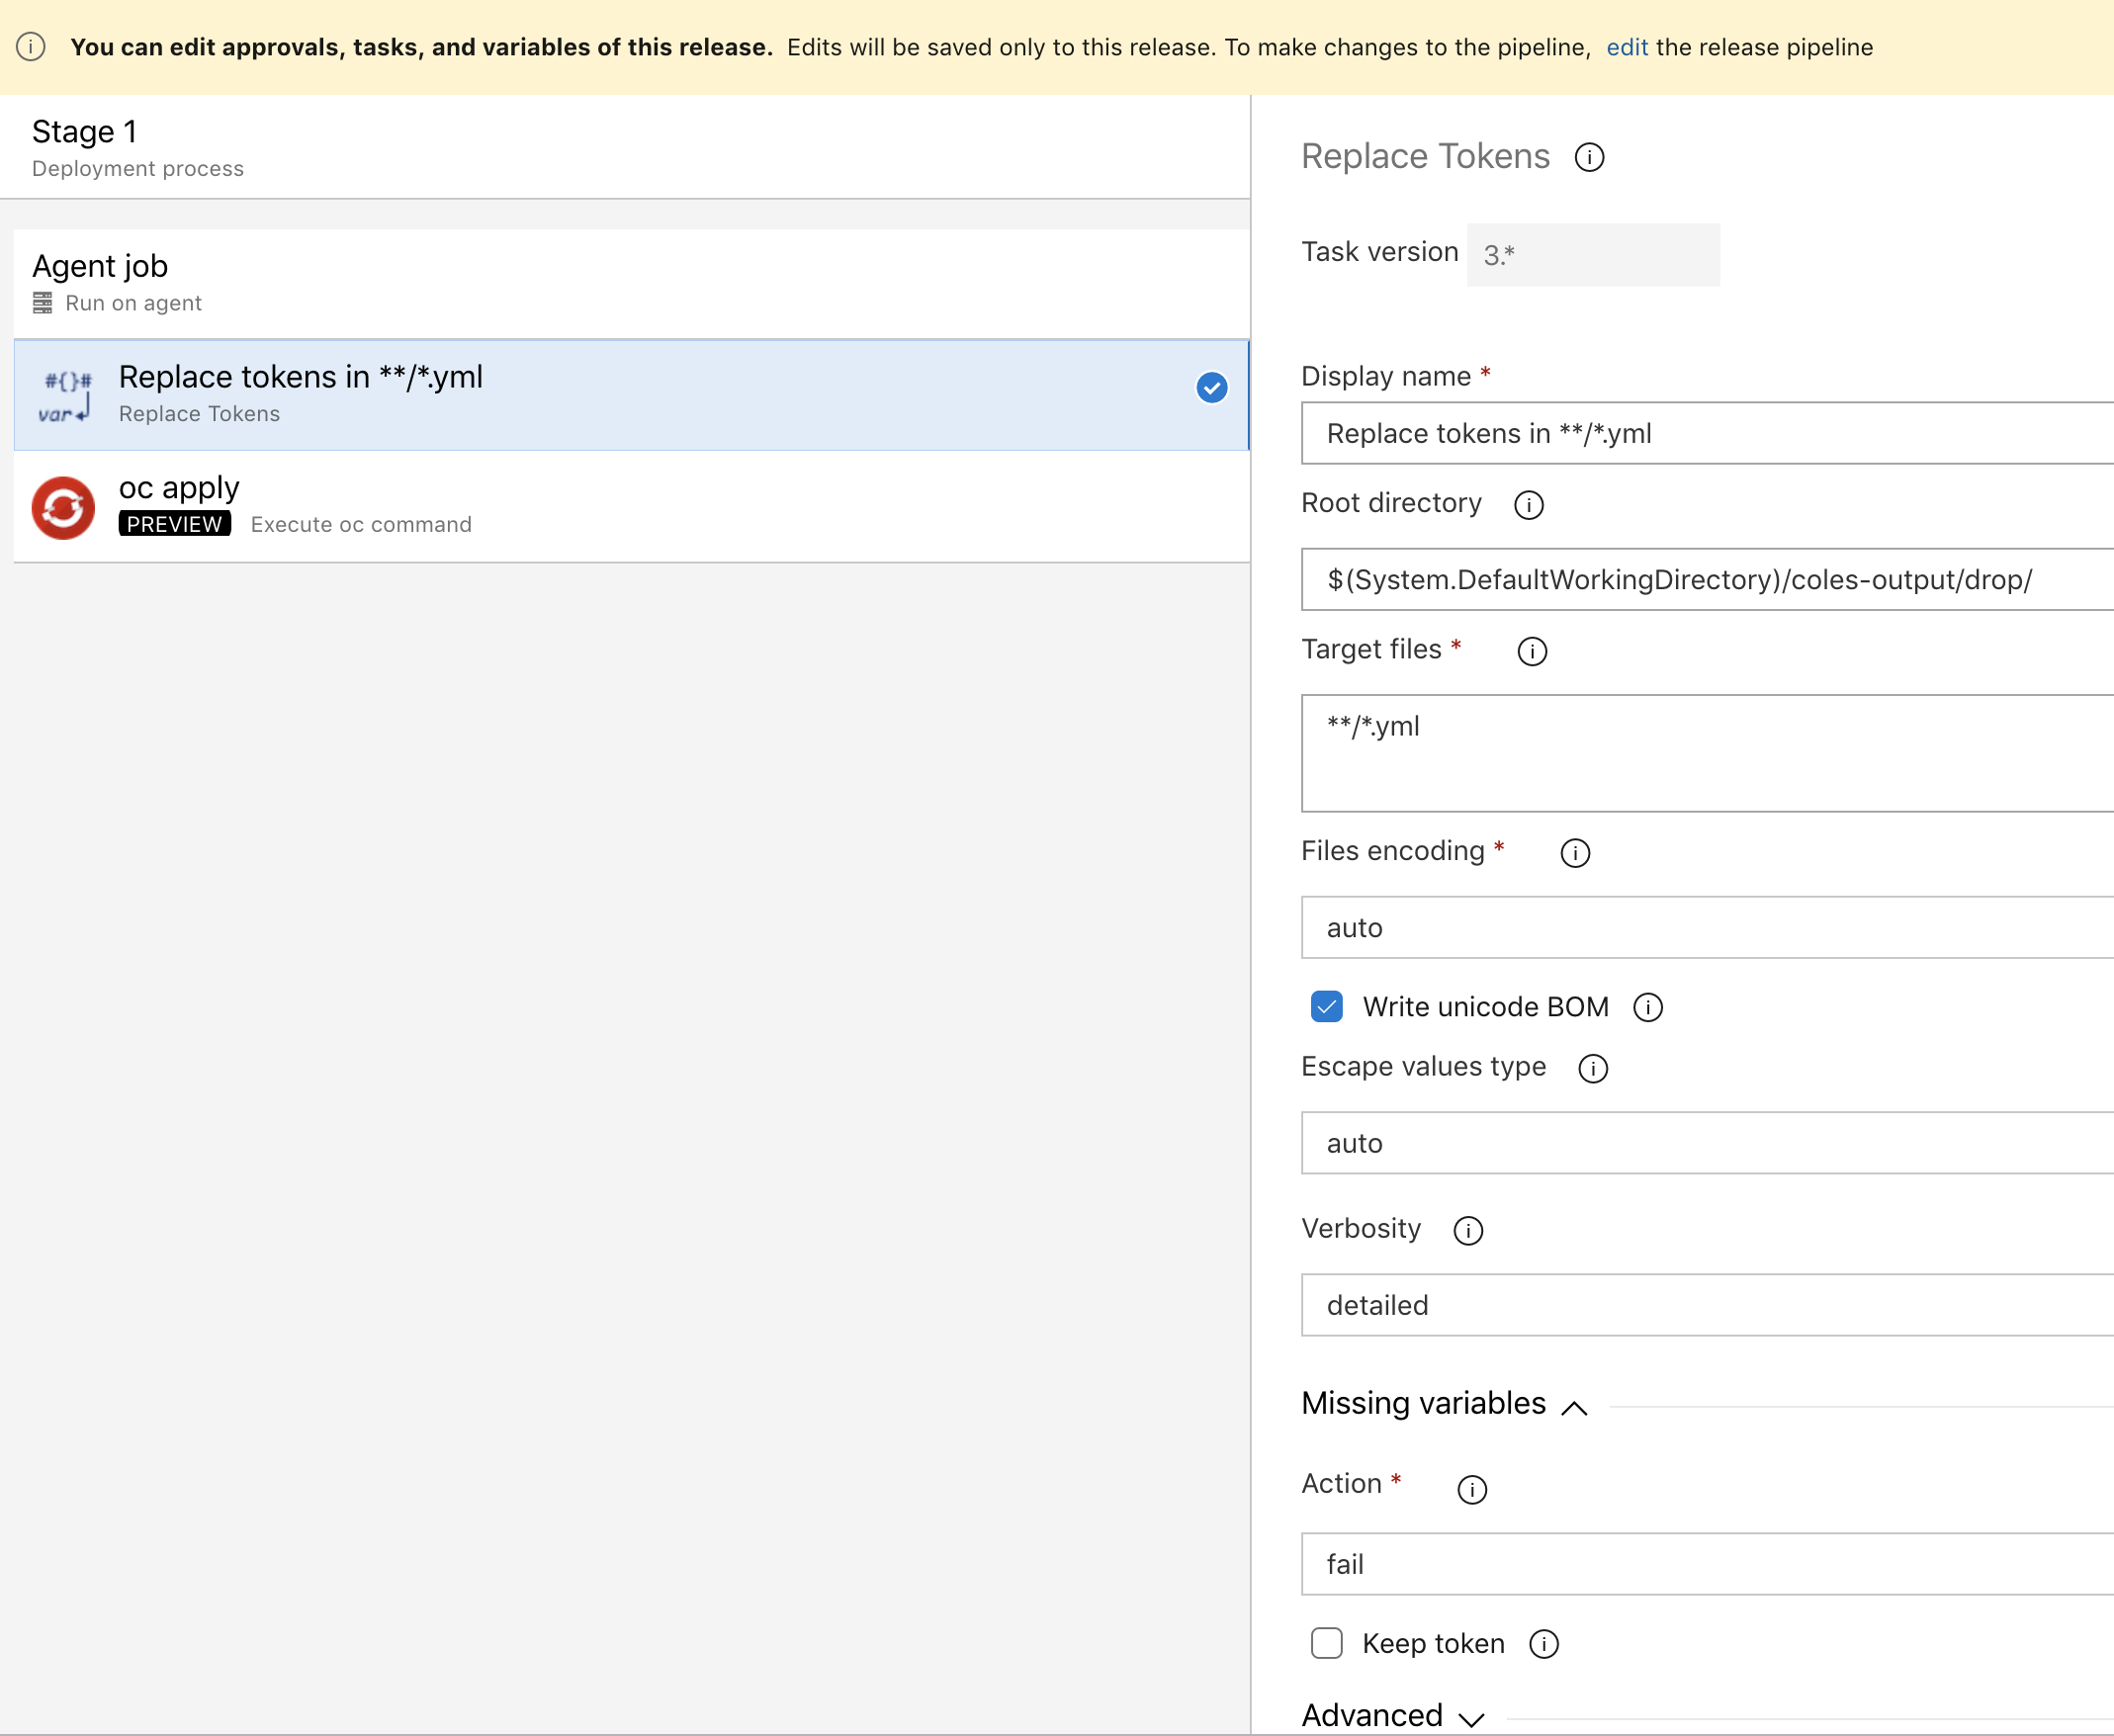 You can edit approvals, tasks, and variables of this release. Edits will be saved only to this release. To make changes to the pipeline, edit the release pipeline
Stage 1
Deployment process
Agent job
Run on agent
#{}#
var
Replace tokens in **/*.yml
Replace Tokens
oc apply
PREVIEW Execute oc command
Replace Tokens
Task version 3.*
Display name *
Replace tokens in **/*.yml
Root directory
$(System.DefaultWorkingDirectory)/coles-output/drop/
Target files *
**/*.yml
Files encoding *
auto
Write unicode BOM
Escape values type
auto
Verbosity
detailed
Missing variables
Action *
fail
Keep token
Advanced